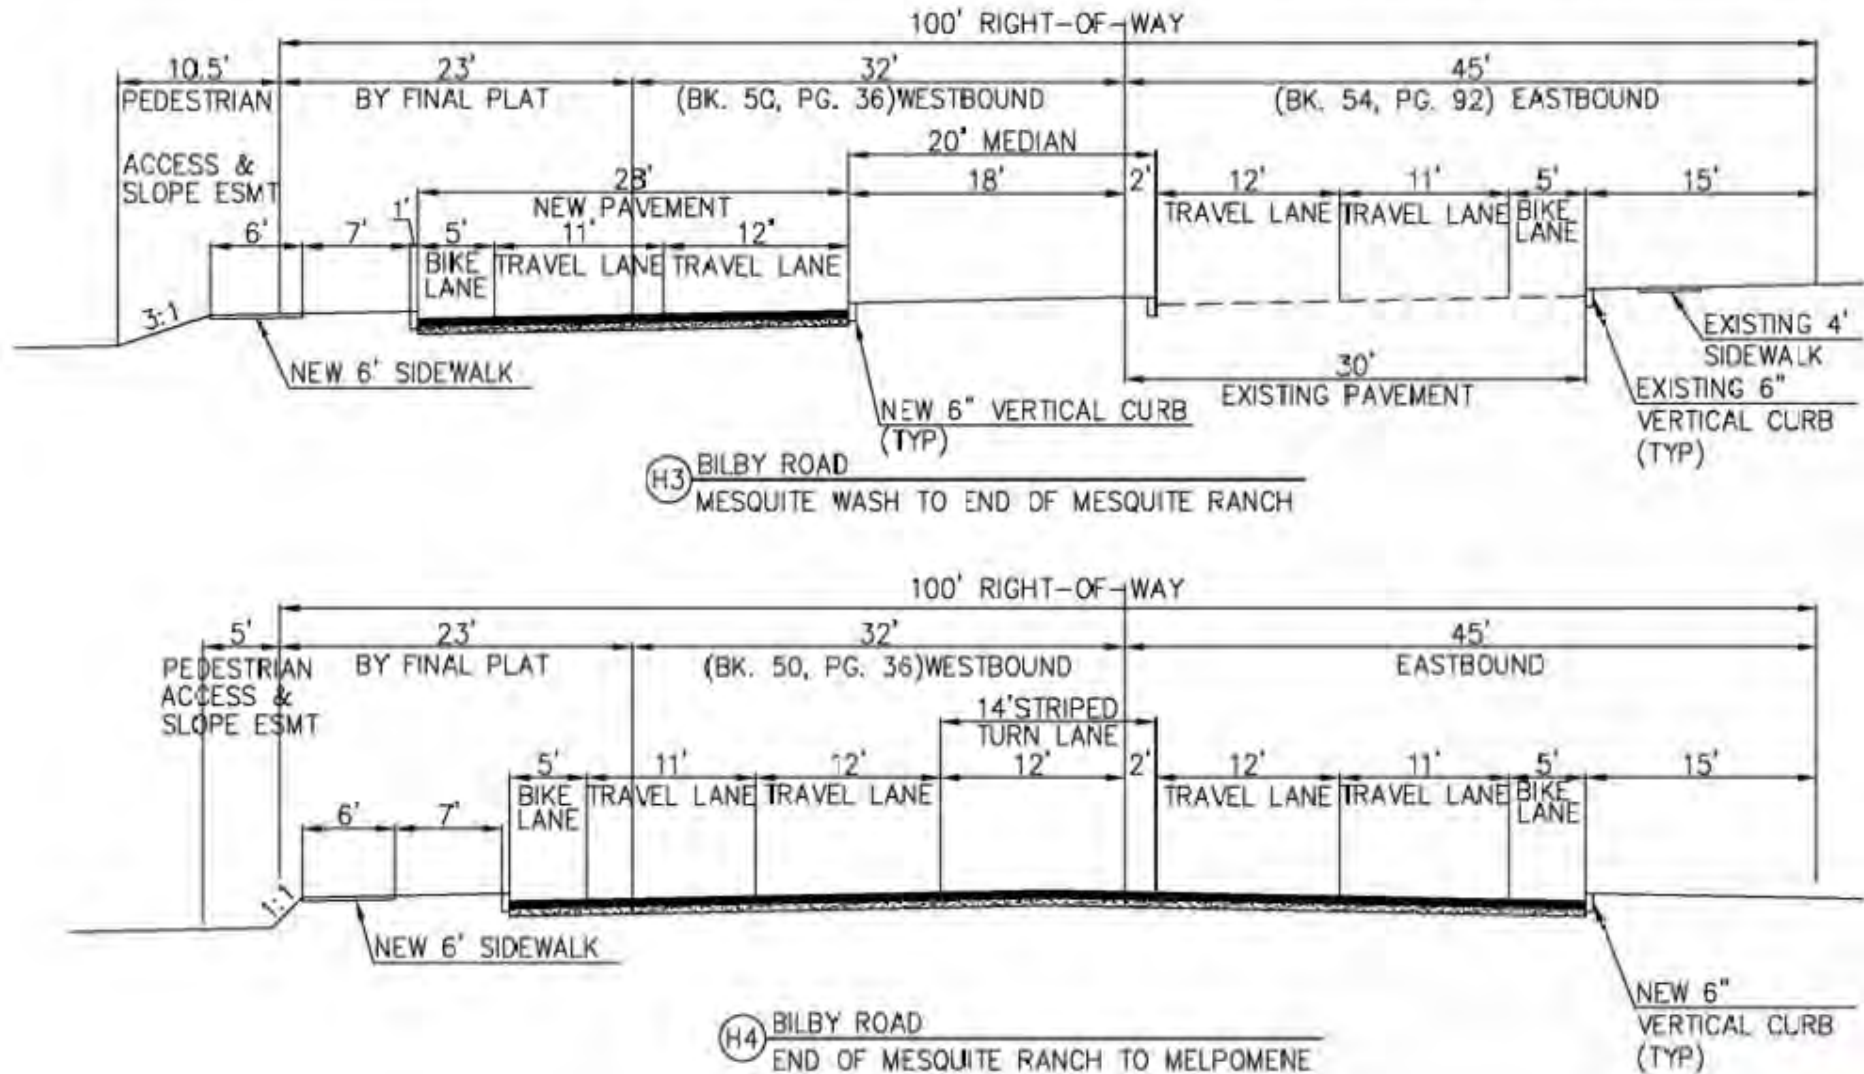 100' RIGHT-OF-WAY
10.5' 23' 32' 45'
PEDESTRIAN BY FINAL PLAT (BK. 50, PG. 36)WESTBOUND (BK. 54, PG. 92) EASTBOUND
ACCESS &
SLOPE ESMT
20' MEDIAN
28' 18' 2' 12' 11' 5' 15'
NEW PAVEMENT TRAVEL LANE TRAVEL LANE BIKE
LANE
1'
6' 7' 5' 11' 12'
BIKE TRAVEL LANE TRAVEL LANE
LANE
3:1
NEW 6' SIDEWALK
NEW 6" VERTICAL CURB
(TYP)
30'
EXISTING PAVEMENT
EXISTING 4'
SIDEWALK
EXISTING 6"
VERTICAL CURB
(TYP)
H3 BILBY ROAD
MESQUITE WASH TO END OF MESQUITE RANCH
100' RIGHT-OF-WAY
5' 23' 32' 45'
PEDESTRIAN BY FINAL PLAT (BK. 50, PG. 36)WESTBOUND EASTBOUND
ACCESS &
SLOPE ESMT
14'STRIPED
TURN LANE
5' 11' 12' 12' 2' 12' 11' 5' 15'
BIKE TRAVEL LANE TRAVEL LANE TRAVEL LANE TRAVEL LANE BIKE
LANE LANE
6' 7'
1:1
NEW 6' SIDEWALK
NEW 6"
VERTICAL CURB
(TYP)
H4 BILBY ROAD
END OF MESQUITE RANCH TO MELPOMENE